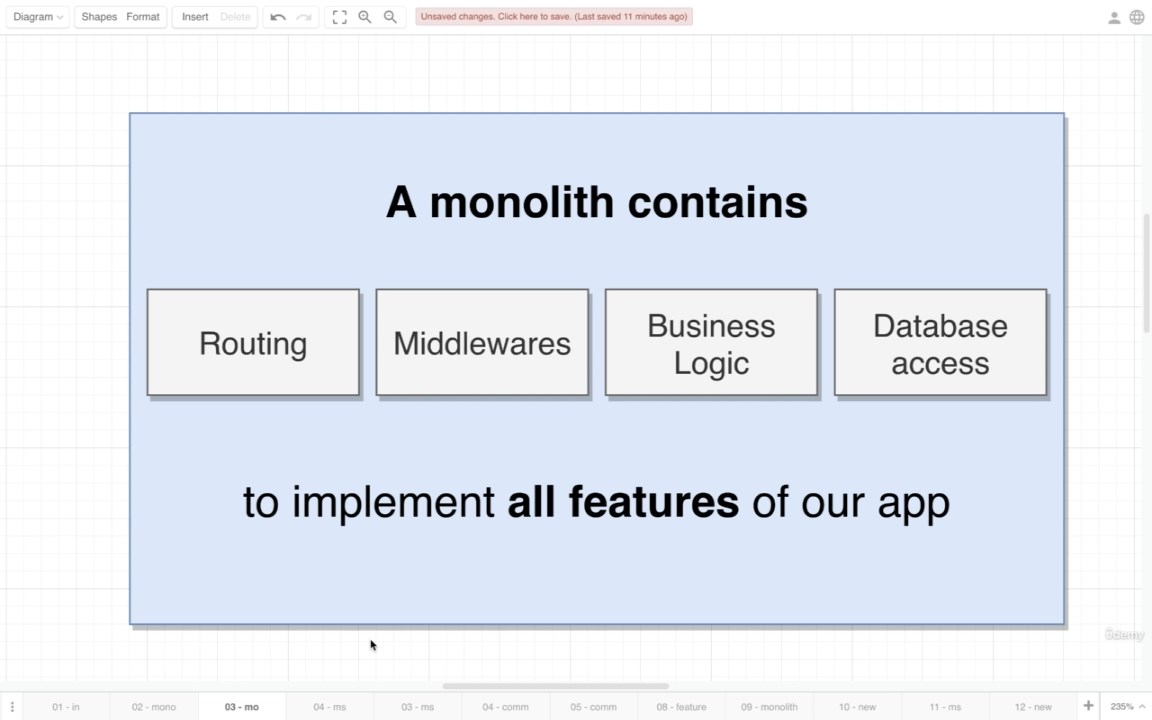 Diagram Shapes Format Insert Delete Unsaved changes. Click here to save. (Last saved 11 minutes ago)
A monolith contains
Routing Middlewares Business Logic Database access
to implement all features of our app
ûdemy
01 - in 02 - mono 03 - mo 04 - ms 03 - ms 04 - comm 05 - comm 08 - feature 09 - monolith 10 - new 11 - ms 12 - new 235%